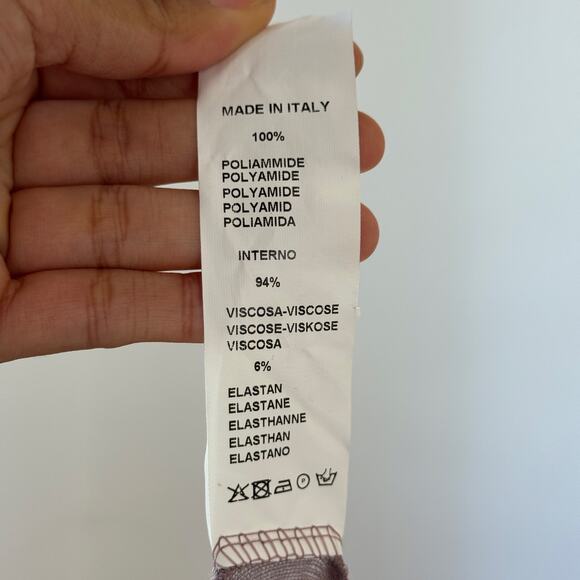 MADE IN ITALY
100%
POLIAMMIDE
POLYAMIDE
POLYAMIDE
POLYAMID
POLIAMIDA
INTERNO
94%
VISCOSA-VISCOSE
VISCOSE-VISKOSE
VISCOSA
6%
ELASTAN
ELASTANE
ELASTHANNE
ELASTHAN
ELASTANO
P